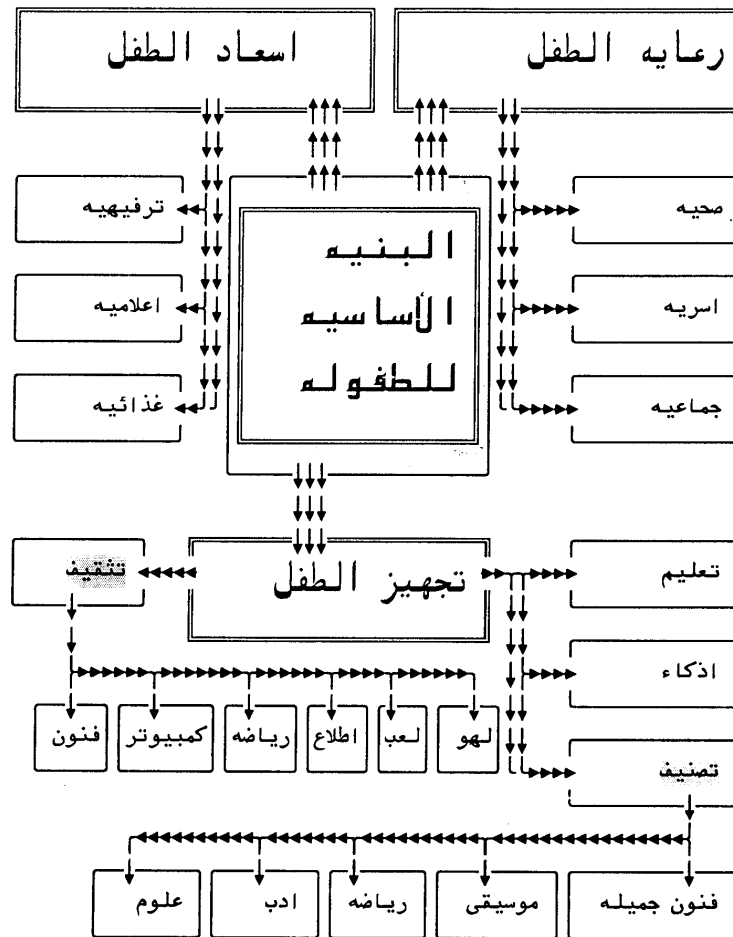 رعايه الطفل
اسعاد الطفل
صحيه
البنيه
الأساسيه
للطفوله
ترفيهيه
اسريه
اعلاميه
جماعيه
غذائيه
تعليم
تجهيز الطفل
تثقيف
اذكاء
لهو
لعب
اطلاع
رياضه
كمبيوتر
فنون
تصنيف
فنون جميله
موسيقى
رياضه
ادب
علوم